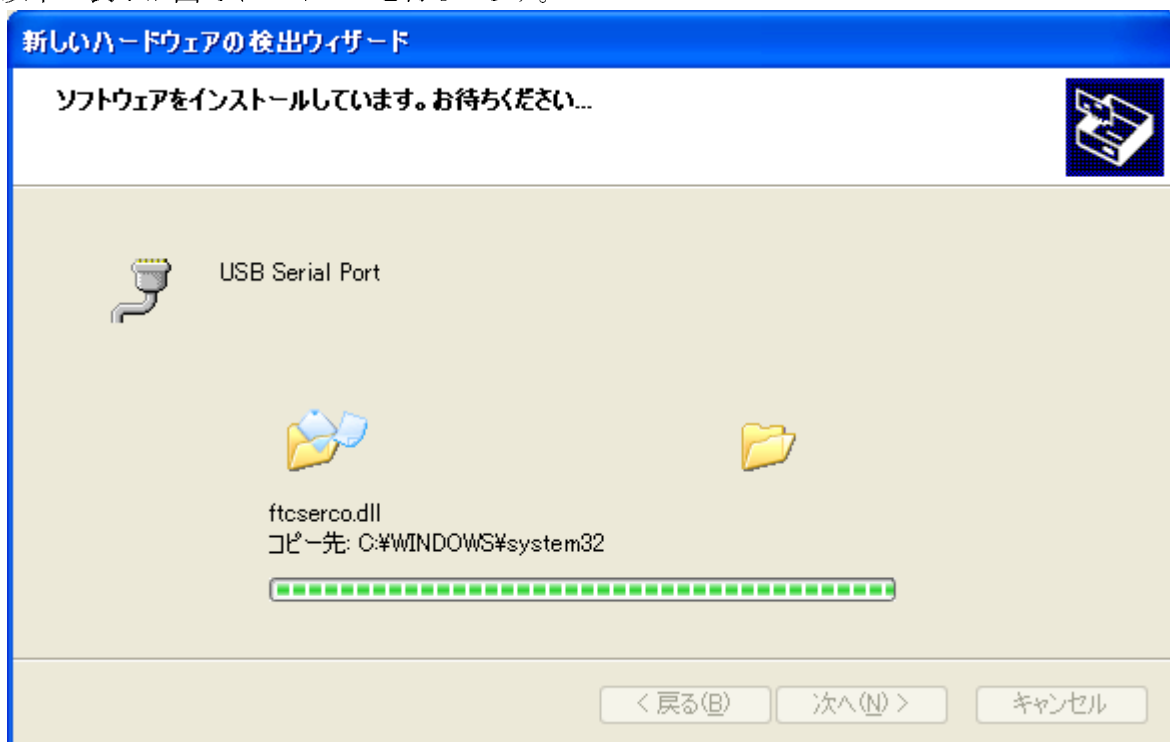 新しいハードウェアの検出ウィザード
ソフトウェアをインストールしています。お待ちください...
USB Serial Port
ftcserco.dll
コピー先: C:¥WINDOWS¥system32
< 戻る(B)
次へ(N) >
キャンセル